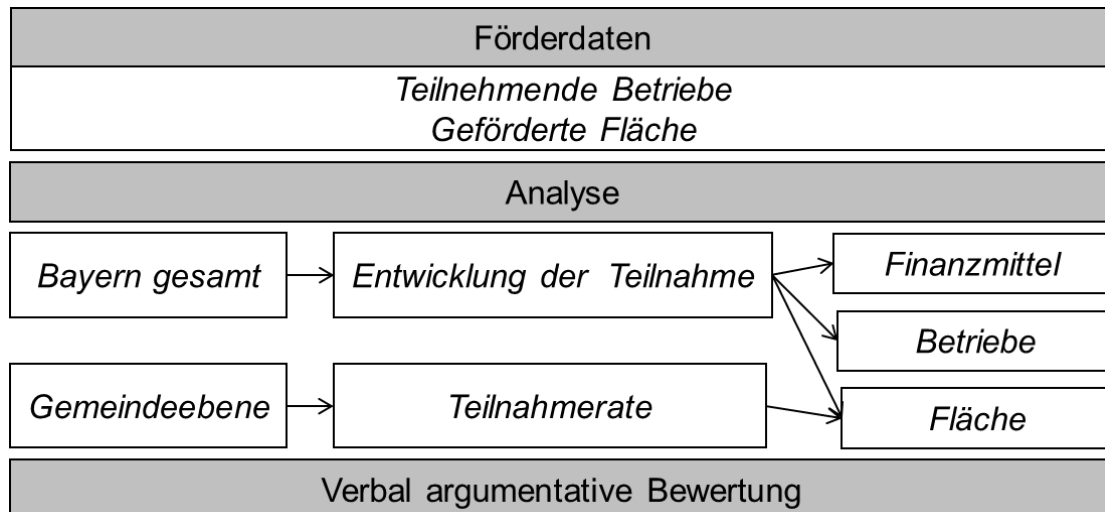 Förderdaten
Teilnehmende Betriebe
Geförderte Fläche
Analyse
Bayern gesamt
Entwicklung der Teilnahme
Finanzmittel
Betriebe
Gemeindeebene
Teilnahmerate
Fläche
Verbal argumentative Bewertung